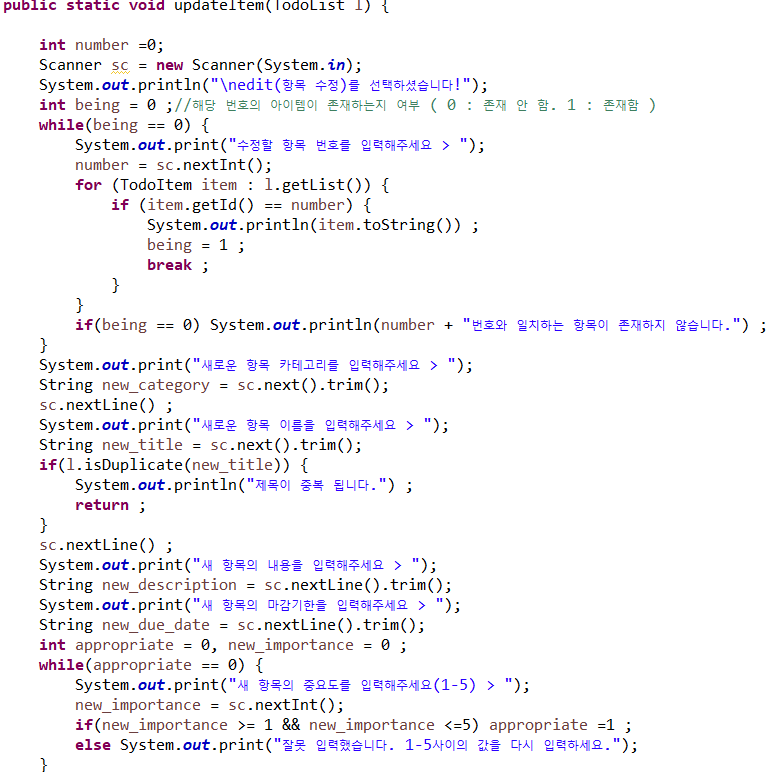 public static void updateItem(TodoList l) {
int number =0;
Scanner sc = new Scanner(System.in);
System.out.println("\nedit(항목 수정)를 선택하셨습니다!");
int being = 0 ;//해당 번호의 아이템이 존재하는지 여부 ( 0 : 존재 안 함. 1 : 존재함 )
while(being == 0) {
System.out.print("수정할 항목 번호를 입력해주세요 > ");
number = sc.nextInt();
for (TodoItem item : l.getList()) {
if (item.getId() == number) {
System.out.println(item.toString()) ;
being = 1 ;
break ;
}
}
if(being == 0) System.out.println(number + "번호와 일치하는 항목이 존재하지 않습니다.") ;
}
System.out.print("새로운 항목 카테고리를 입력해주세요 > ");
String new_category = sc.next().trim();
sc.nextLine() ;
System.out.print("새로운 항목 이름을 입력해주세요 > ");
String new_title = sc.next().trim();
if(l.isDuplicate(new_title)) {
System.out.println("제목이 중복 됩니다.") ;
return ;
}
sc.nextLine() ;
System.out.print("새 항목의 내용을 입력해주세요 > ");
String new_description = sc.nextLine().trim();
System.out.print("새 항목의 마감기한을 입력해주세요 > ");
String new_due_date = sc.nextLine().trim();
int appropriate = 0, new_importance = 0 ;
while(appropriate == 0) {
System.out.print("새 항목의 중요도를 입력해주세요(1-5) > ");
new_importance = sc.nextInt();
if(new_importance >= 1 && new_importance <=5) appropriate =1 ;
else System.out.print("잘못 입력했습니다. 1-5사이의 값을 다시 입력하세요.");
}